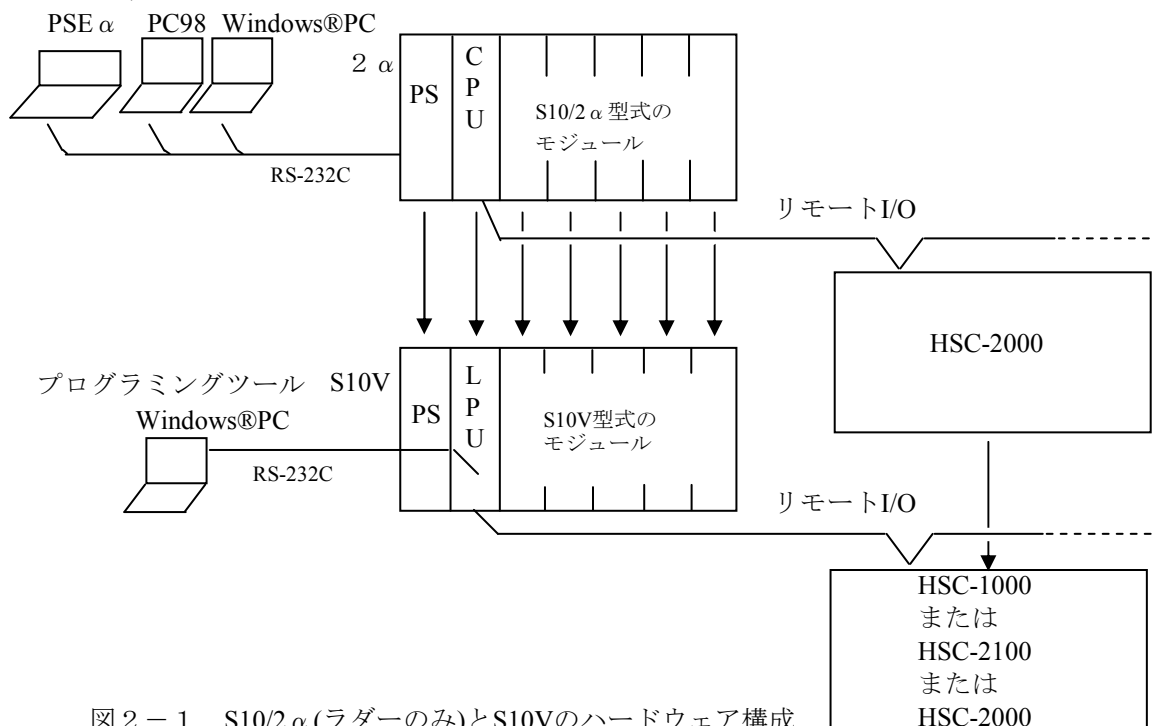 PSEα PC98 Windows®PC
２α
PS
CPU
S10/2α型式の
モジュール
RS-232C
リモートI/O
HSC-2000
プログラミングツール S10V
Windows®PC
PS
LPU
S10V型式の
モジュール
RS-232C
リモートI/O
HSC-1000
または
HSC-2100
または
HSC-2000
図２－１ S10/2α(ラダーのみ)とS10Vのハードウェア構成